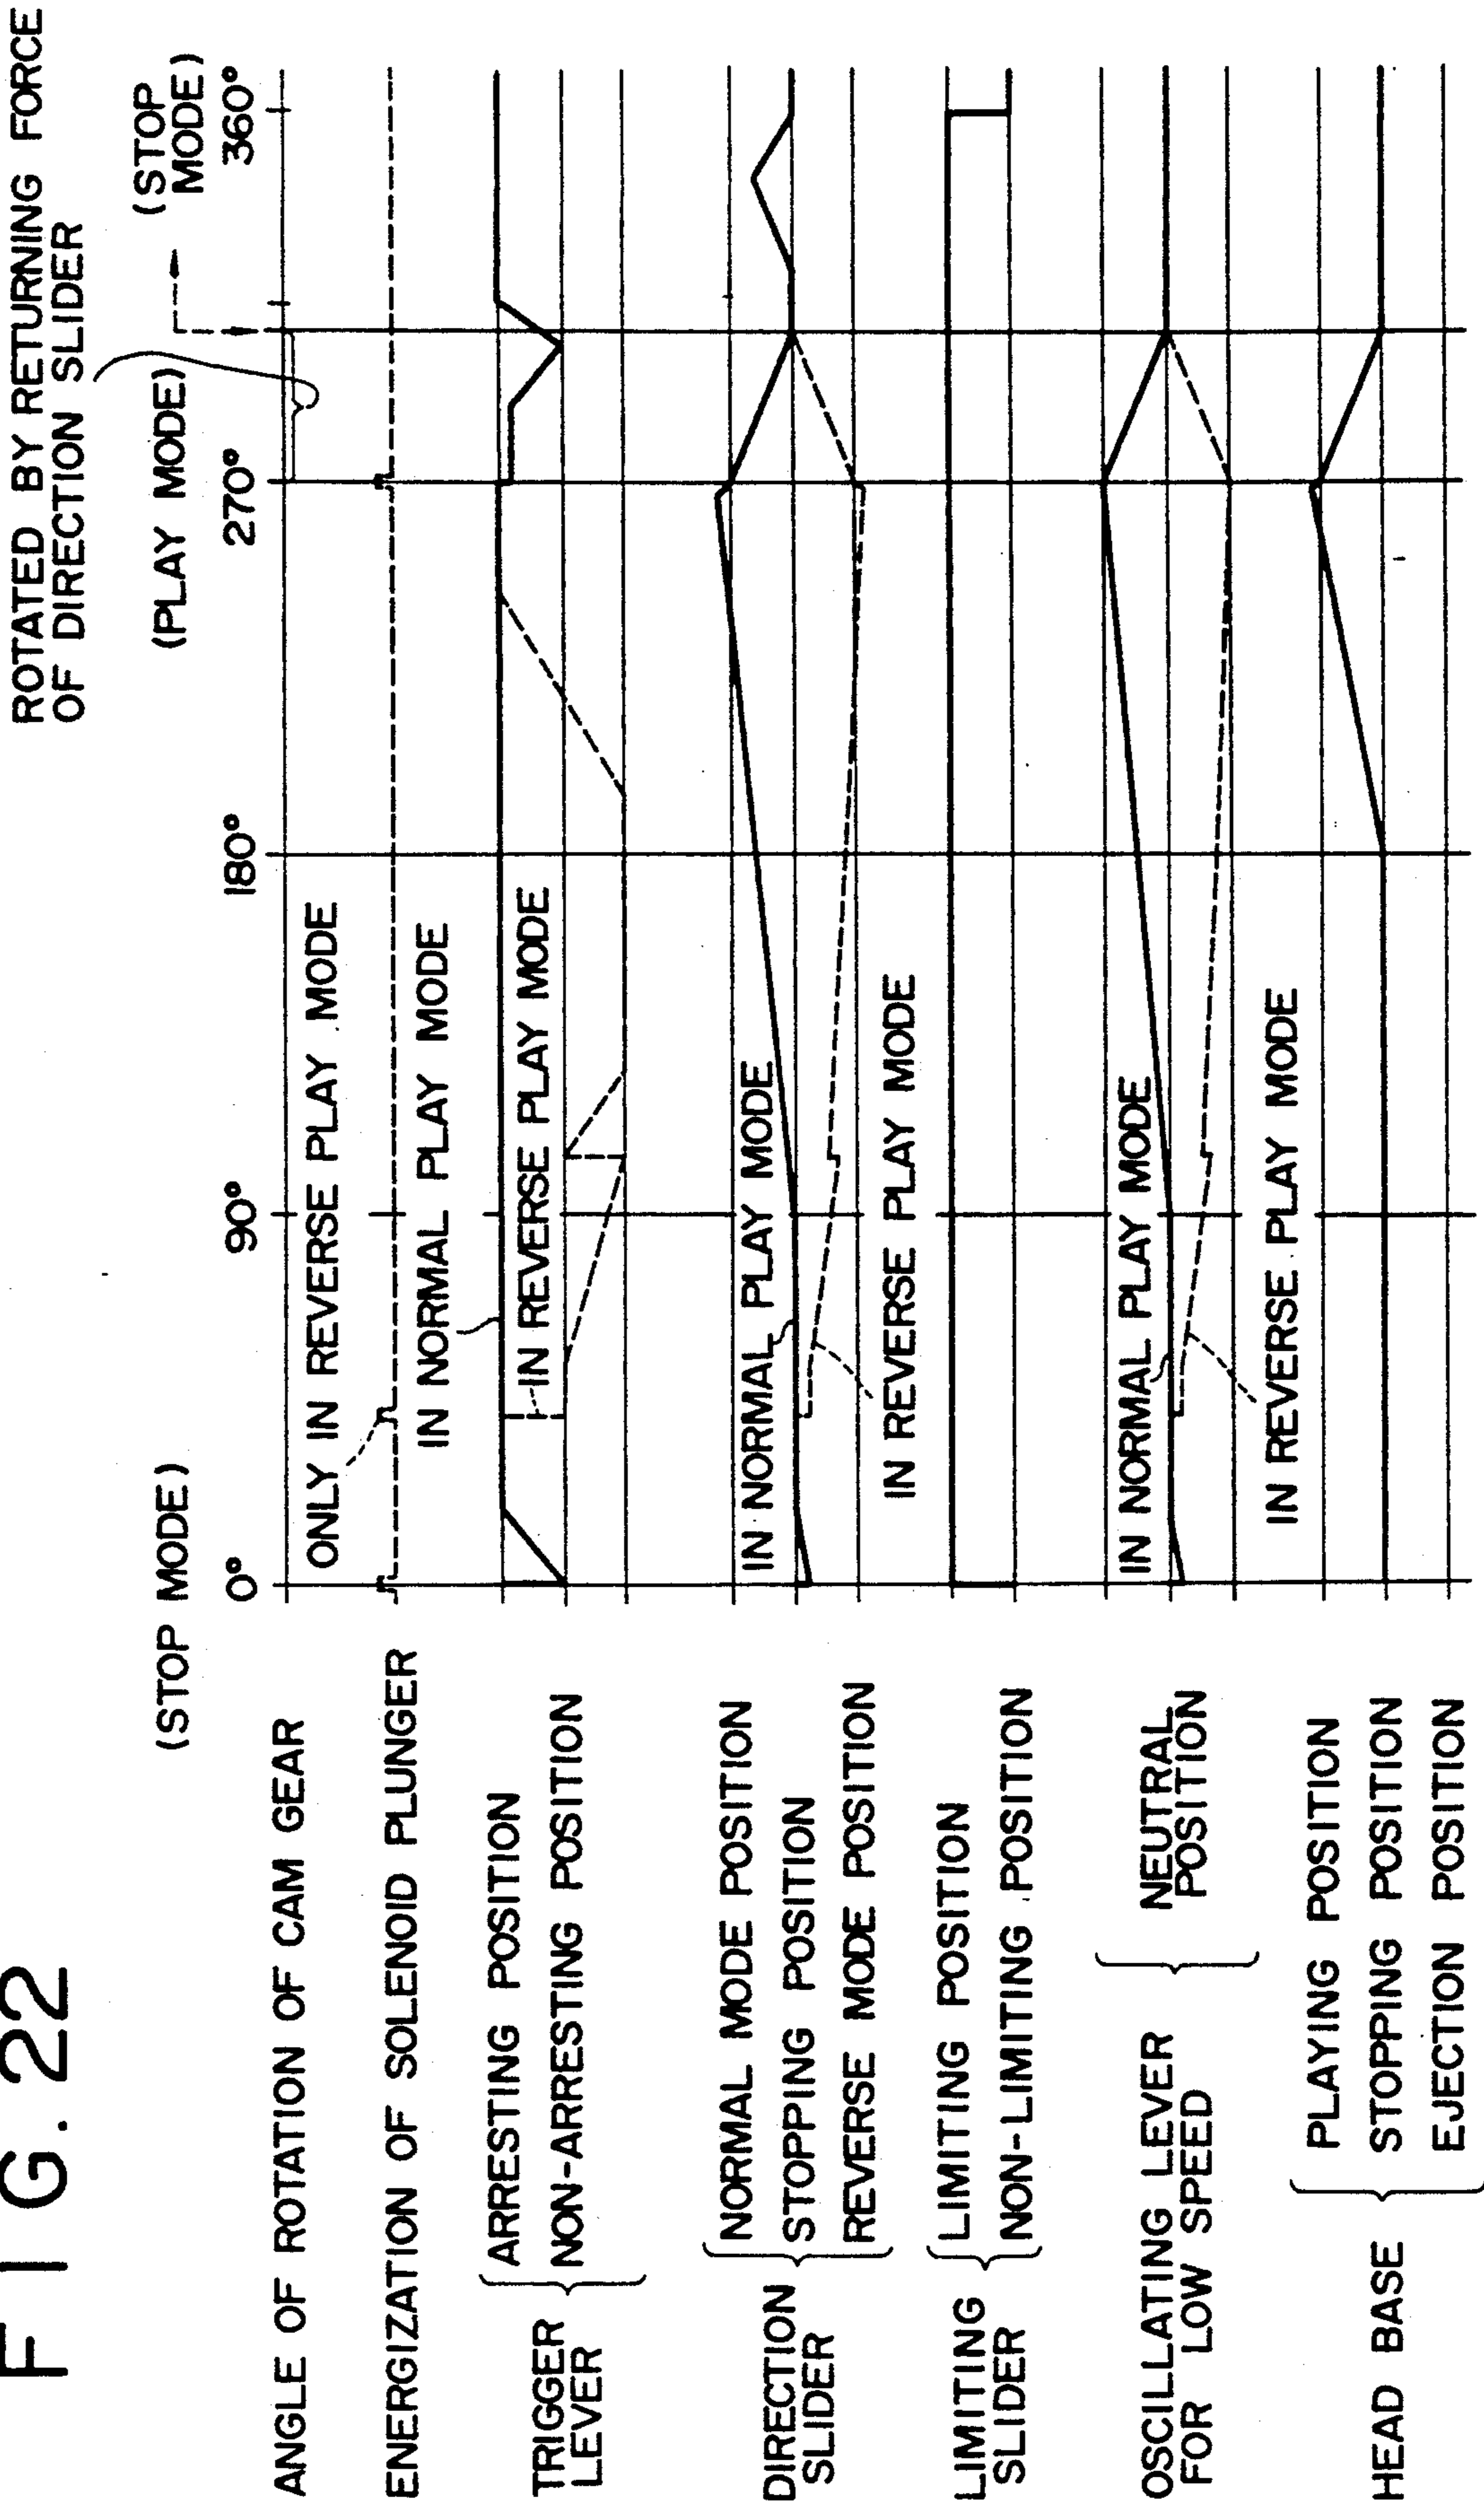 FIG. 22
ROTATED BY RETURNING FORCE
OF DIRECTION SLIDER
(STOP MODE)
(PLAY MODE)
(STOP
MODE)
ANGLE OF ROTATION OF CAM GEAR
0°
90°
180°
270°
360°
ONLY IN REVERSE PLAY MODE
ENERGIZATION OF SOLENOID PLUNGER
IN NORMAL PLAY MODE
TRIGGER
LEVER
ARRESTING POSITION
NON-ARRESTING POSITION
IN REVERSE PLAY MODE
DIRECTION
SLIDER
NORMAL MODE POSITION
STOPPING POSITION
REVERSE MODE POSITION
IN NORMAL PLAY MODE
IN REVERSE PLAY MODE
LIMITING
SLIDER
LIMITING POSITION
NON-LIMITING POSITION
OSCILLATING LEVER
FOR LOW SPEED
NEUTRAL
POSITION
IN NORMAL PLAY MODE
IN REVERSE PLAY MODE
HEAD BASE
PLAYING POSITION
STOPPING POSITION
EJECTION POSITION